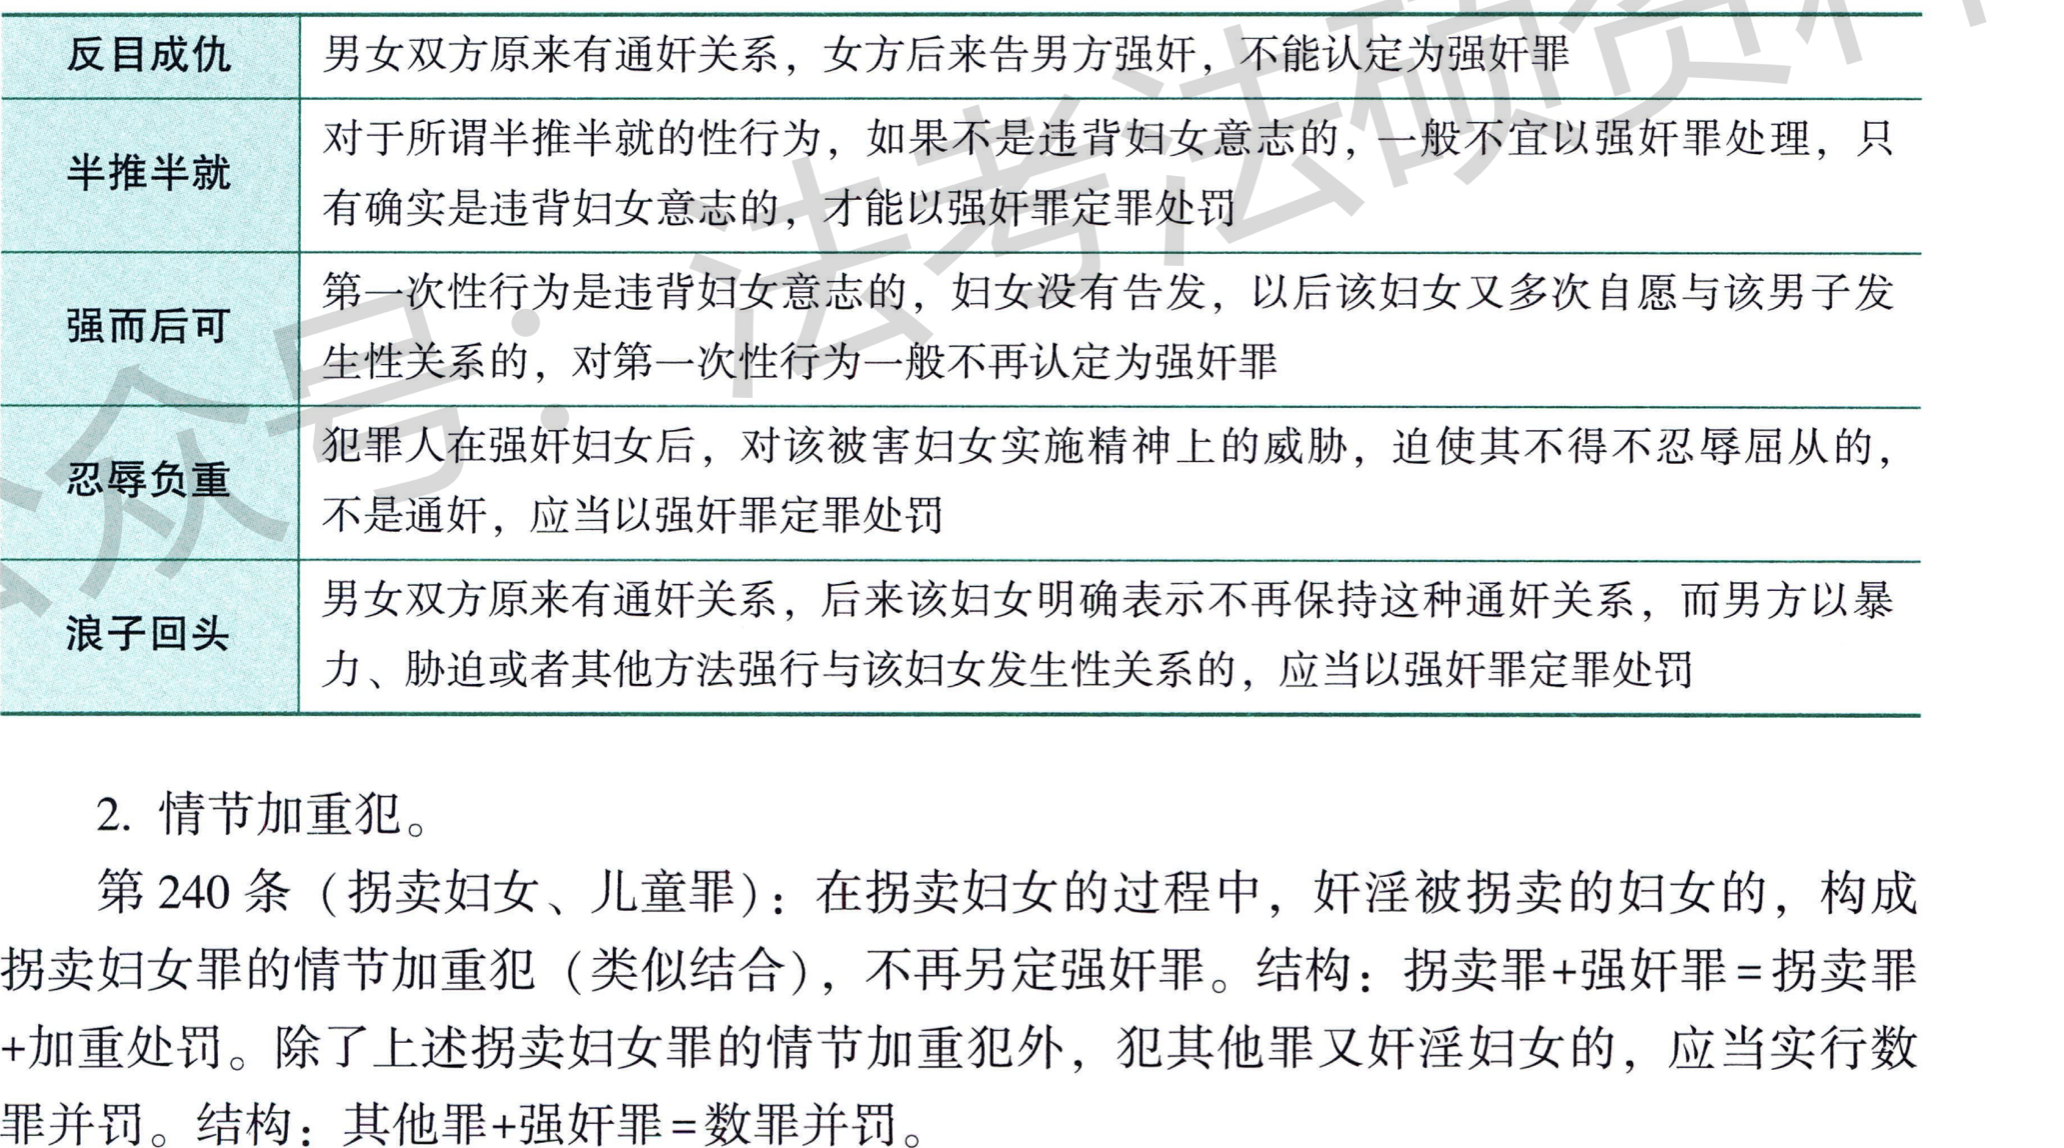 反目成仇 男女双方原来有通奸关系，女方后来告男方强奸，不能认定为强奸罪
半推半就
对于所谓半推半就的性行为，如果不是违背妇女意志的，一般不宜以强奸罪处理，只
有确实是违背妇女意志的，才能以强奸罪定罪处罚
强而后可
第一次性行为是违背妇女意志的，妇女没有告发，以后该妇女又多次自愿与该男子发
生性关系的，对第一次性行为一般不再认定为强奸罪
忍辱负重
犯罪人在强奸妇女后，对该被害妇女实施精神上的威胁，迫使其不得不忍辱屈从的，
不是通奸，应当以强奸罪定罪处罚
浪子回头
男女双方原来有通奸关系，后来该妇女明确表示不再保持这种通奸关系，而男方以暴
力、胁迫或者其他方法强行与该妇女发生性关系的，应当以强奸罪定罪处罚
2. 情节加重犯。
第 240 条（拐卖妇女、儿童罪）：在拐卖妇女的过程中，奸淫被拐卖的妇女的，构成
拐卖妇女罪的情节加重犯（类似结合），不再另定强奸罪。结构：拐卖罪+强奸罪=拐卖罪
+加重处罚。除了上述拐卖妇女罪的情节加重犯外，犯其他罪又奸淫妇女的，应当实行数
罪并罚。结构：其他罪+强奸罪=数罪并罚。
公众号：法考法硕资料